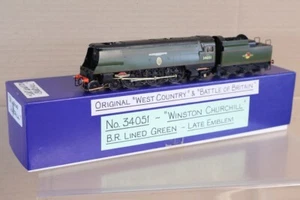 ORIGINAL "WEST COUNTRY" & "BATTLE OF BRITAIN"
No. 34051 - "WINSTON CHURCHILL"
B.R. LINED GREEN - LATE EMBLEM